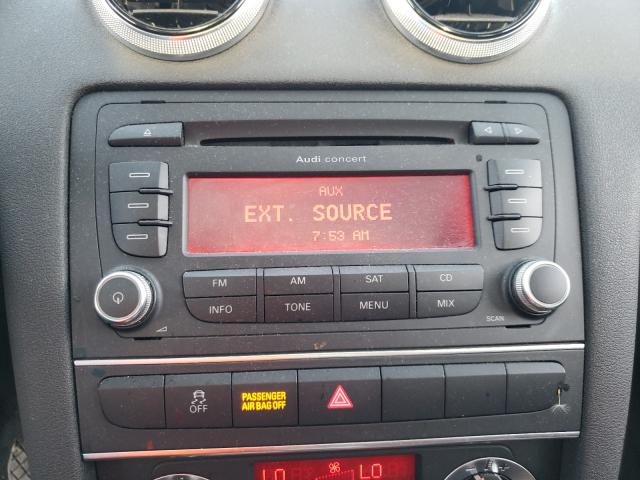 Audi concert
AUX
EXT. SOURCE
7:53 AM
FM AM SAT CD
INFO TONE MENU MIX
SCAN
OFF
PASSENGER
AIR BAG OFF
LO LO